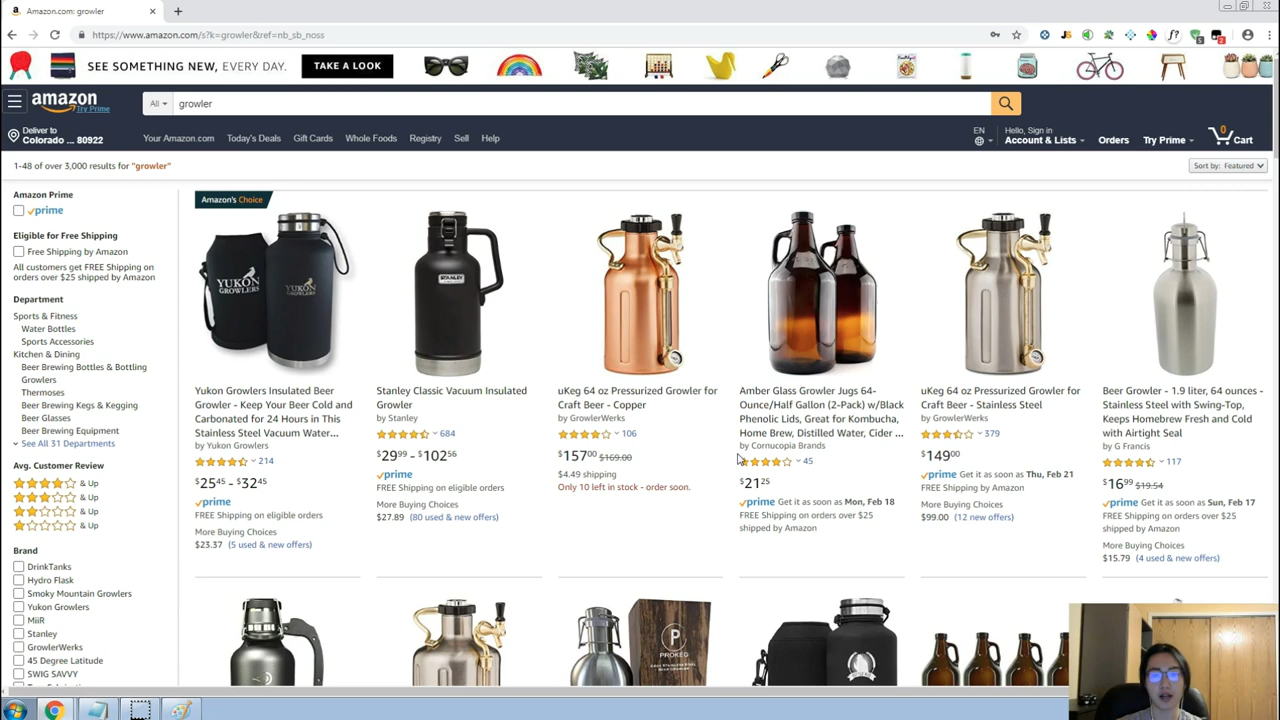 Amazon.com: growler
https://www.amazon.com/s?k=growler&ref=nb_sb_noss
SEE SOMETHING NEW, EVERY DAY.
TAKE A LOOK
amazon
Try Prime
All
growler
Deliver to
Colorado ... 80922
Your Amazon.com
Today's Deals
Gift Cards
Whole Foods
Registry
Sell
Help
EN
Hello, Sign in
Account & Lists
Orders
Try Prime
0
Cart
1-48 of over 3,000 results for "growler"
Sort by: Featured
Amazon Prime
prime
Eligible for Free Shipping
Free Shipping by Amazon
All customers get FREE Shipping on
orders over $25 shipped by Amazon
Department
Sports & Fitness
Water Bottles
Sports Accessories
Kitchen & Dining
Beer Brewing Bottles & Bottling
Growlers
Thermoses
Beer Brewing Kegs & Kegging
Beer Glasses
Beer Brewing Equipment
See All 31 Departments
Avg. Customer Review
& Up
& Up
& Up
& Up
Brand
DrinkTanks
Hydro Flask
Smoky Mountain Growlers
Yukon Growlers
MiiR
Stanley
GrowlerWerks
45 Degree Latitude
SWIG SAVVY
Amazon's Choice
YUKON
GROWLERS
YUKON
GROWLERS
Yukon Growlers Insulated Beer
Growler - Keep Your Beer Cold and
Carbonated for 24 Hours in This
Stainless Steel Vacuum Water...
by Yukon Growlers
214
$2545 - $3245
prime
FREE Shipping on eligible orders
More Buying Choices
$23.37 (5 used & new offers)
STANLEY
Stanley Classic Vacuum Insulated
Growler
by Stanley
684
$2999 - $10256
prime
FREE Shipping on eligible orders
More Buying Choices
$27.89 (80 used & new offers)
uKeg 64 oz Pressurized Growler for
Craft Beer - Copper
by GrowlerWerks
106
$15700 $169.00
$4.49 shipping
Only 10 left in stock - order soon.
Amber Glass Growler Jugs 64-
Ounce/Half Gallon (2-Pack) w/Black
Phenolic Lids, Great for Kombucha,
Home Brew, Distilled Water, Cider ...
by Cornucopia Brands
45
$2125
prime Get it as soon as Mon, Feb 18
FREE Shipping on orders over $25
shipped by Amazon
uKeg 64 oz Pressurized Growler for
Craft Beer - Stainless Steel
by GrowlerWerks
379
$14900
prime Get it as soon as Thu, Feb 21
FREE Shipping by Amazon
More Buying Choices
$99.00 (12 new offers)
Beer Growler - 1.9 liter, 64 ounces -
Stainless Steel with Swing-Top,
Keeps Homebrew Fresh and Cold
with Airtight Seal
by G Francis
117
$1699 $19.54
prime Get it as soon as Sun, Feb 17
FREE Shipping on orders over $25
shipped by Amazon
More Buying Choices
$15.79 (4 used & new offers)
P
PROKEG